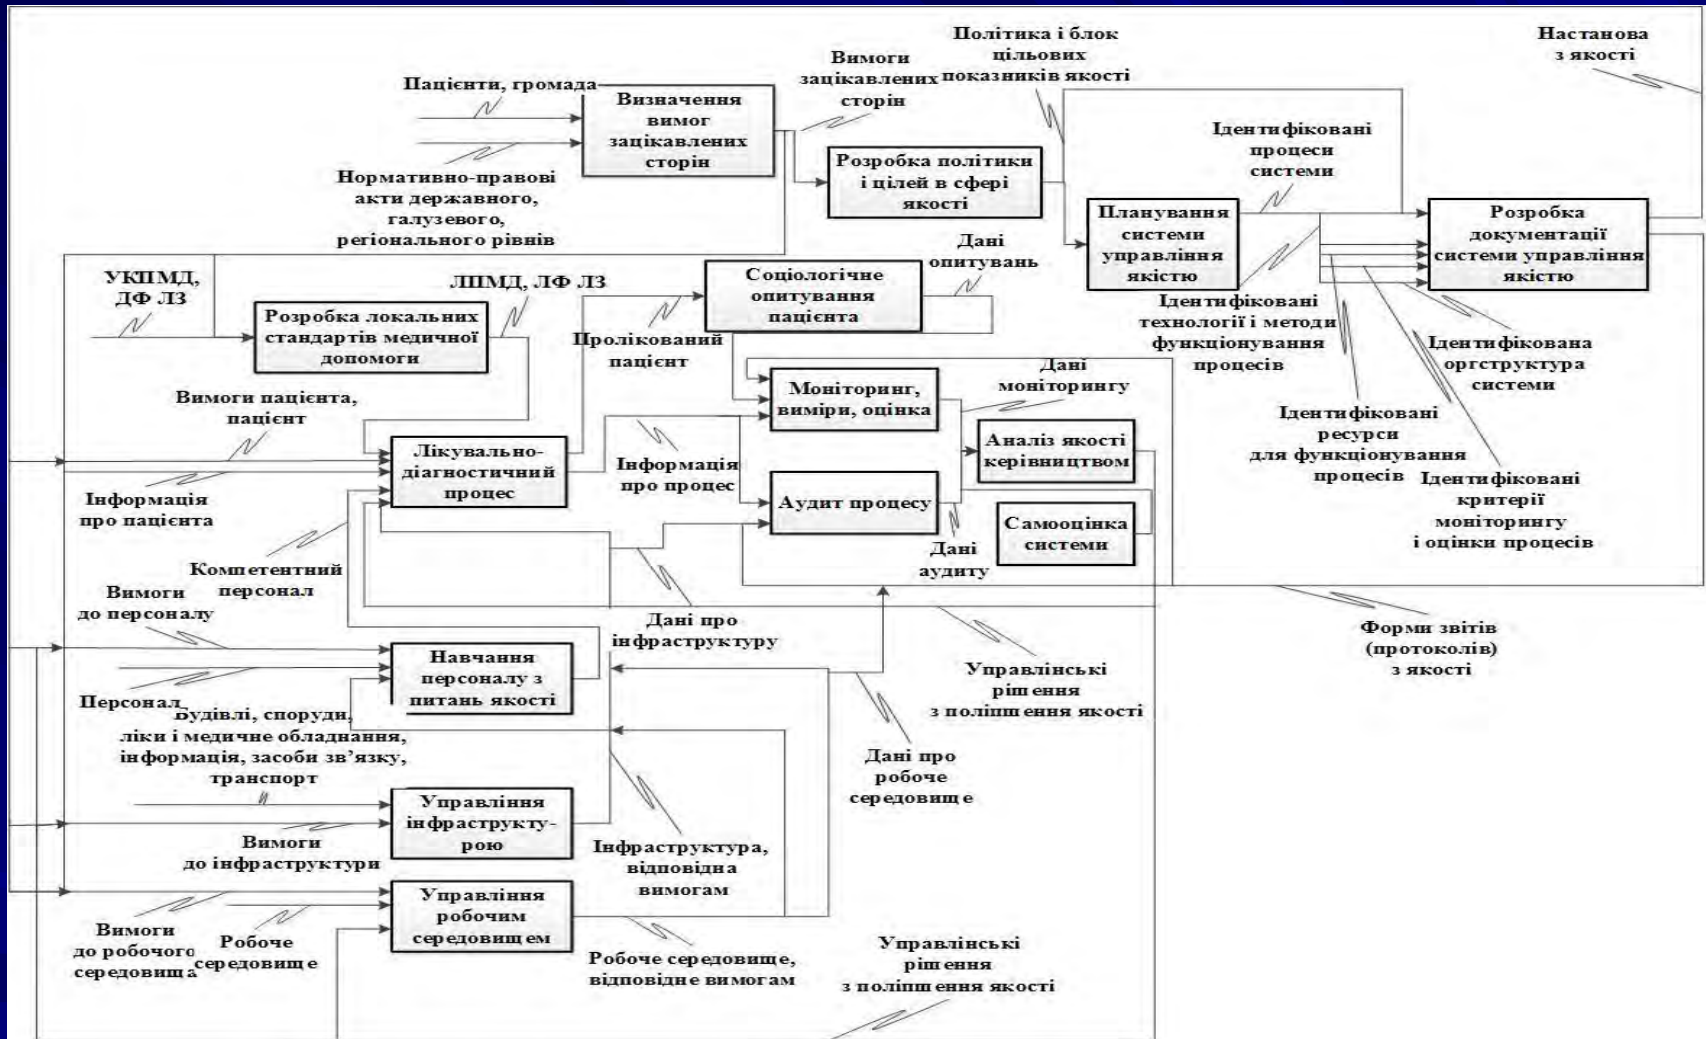 Політика і блок
цільових
показників якості
Настанова
з якості
Вимоги
зацікавлених
сторін
Пацієнти, громада
Визначення
вимог
зацікавлених
сторін
Ідентифіковані
процеси
системи
Розробка політики
і цілей в сфері
якості
Нормативно-правові
акти державного,
галузевого,
регіонального рівнів
Планування
системи
управління
якістю
Розробка
документації
системи управління
якістю
Дані
опитувань
УКПМД,
ДФ ЛЗ
ЛПМД, ЛФ ЛЗ
Соціологічне
опитування
пацієнта
Розробка локальних
стандартів медичної
допомоги
Пролікований
пацієнт
Ідентифіковані
технології і методи
функціонування
процесів
Ідентифікована
оргструктура
системи
Дані
моніторингу
Моніторинг,
виміри, оцінка
Вимоги пацієнта,
пацієнт
Ідентифіковані
ресурси
для функціонування
процесів
Аналіз якості
керівництвом
Лікувально-
діагностичний
процес
Інформація
про процес
Ідентифіковані
критерії
моніторингу
і оцінки процесів
Інформація
про пацієнта
Аудит процесу
Самооцінка
системи
Дані
аудиту
Компетентний
персонал
Вимоги
до персоналу
Дані про
інфраструктуру
Форми звітів
(протоколів)
з якості
Навчання
персоналу з
питань якості
Управлінські
рішення
з поліпшення якості
Персонал
Будівлі, споруди,
ліки і медичне обладнання,
інформація, засоби зв’язку,
транспорт
Дані про
робоче
середовище
Управління
інфраструкту-
рою
Вимоги
до інфраструктури
Інфраструктура,
відповідна
вимогам
Управління
робочим
середовищем
Вимоги
до робочого
середовища
Робоче
середовище
Робоче середовище,
відповідне вимогам
Управлінські
рішення
з поліпшення якості